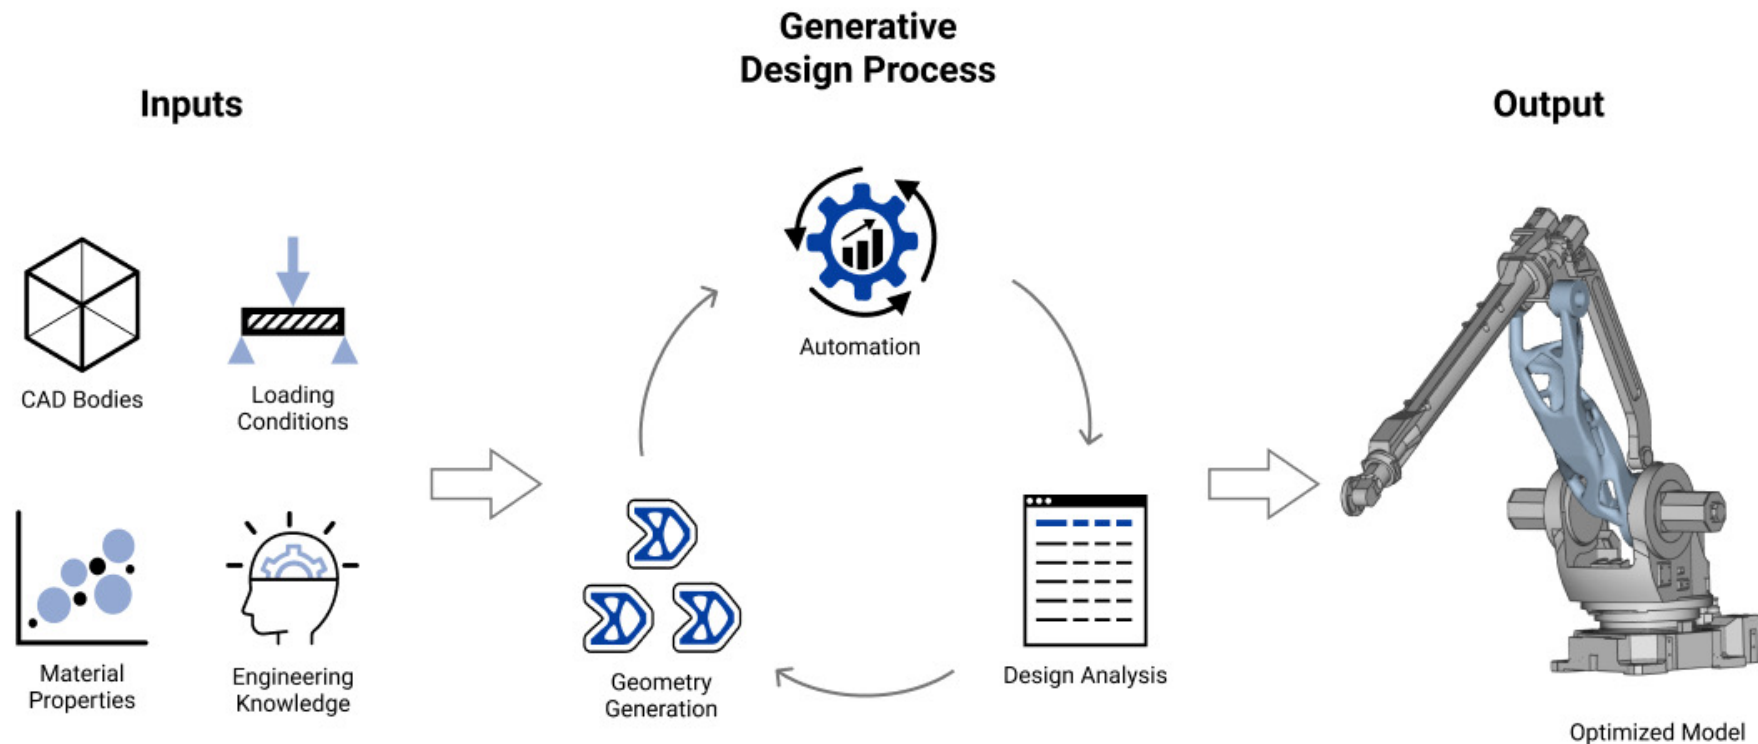 Generative
Design Process
Inputs
Output
CAD Bodies
Loading
Conditions
Automation
Material
Properties
Engineering
Knowledge
Geometry
Generation
Design Analysis
Optimized Model